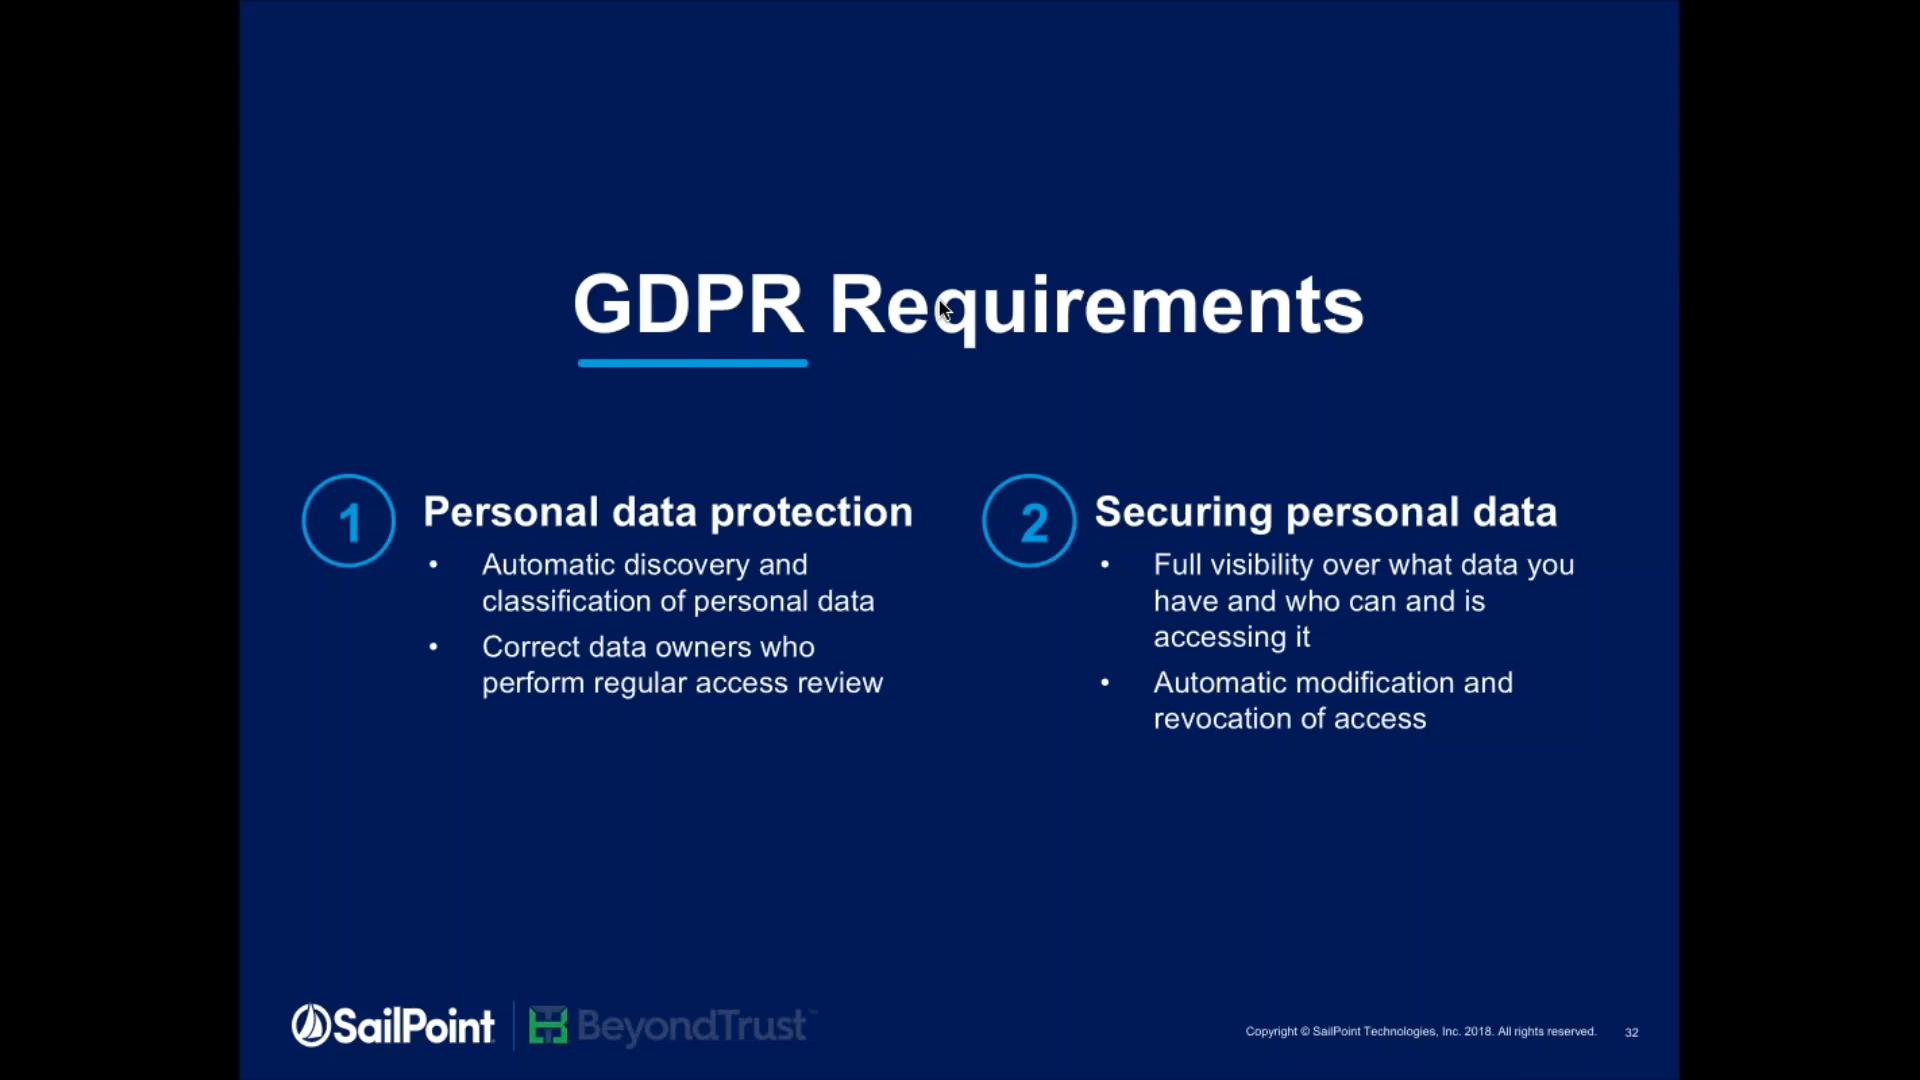 GDPR Requirements
1
Personal data protection
• Automatic discovery and
classification of personal data
• Correct data owners who
perform regular access review
2
Securing personal data
• Full visibility over what data you
have and who can and is
accessing it
• Automatic modification and
revocation of access
SailPoint
BeyondTrust™
Copyright © SailPoint Technologies, Inc. 2018. All rights reserved.
32